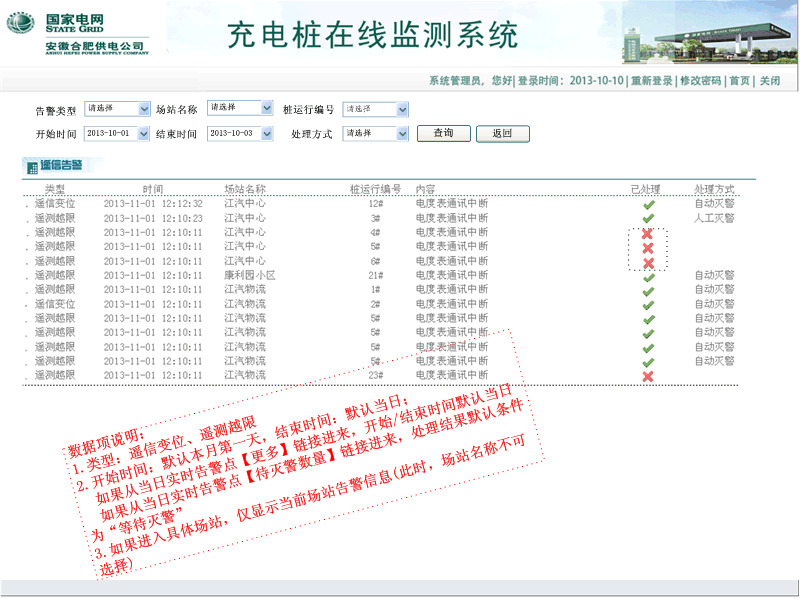 国家电网
STATE GRID
安徽合肥供电公司
ANHUI HEFEI POWER SUPPLY COMPANY
充电桩在线监测系统
系统管理员，您好|登录时间：2013-10-10|重新登录|修改密码|首页| 关闭
告警类型 请选择 场站名称 请选择 桩运行编号 请选择
开始时间 2013-10-01 结束时间 2013-10-03 处理方式 请选择 查询 返回
遥信告警
类型 时间 场站名称 桩运行编号 内容 已处理 处理方式
. 遥信变位 2013-11-01 12:12:32 江汽中心 12# 电度表通讯中断 自动灭警
. 遥测越限 2013-11-01 12:10:23 江汽中心 3# 电度表通讯中断 人工灭警
. 遥测越限 2013-11-01 12:10:11 江汽中心 4# 电度表通讯中断
. 遥测越限 2013-11-01 12:10:11 江汽中心 5# 电度表通讯中断
. 遥测越限 2013-11-01 12:10:11 江汽中心 6# 电度表通讯中断
. 遥测越限 2013-11-01 12:10:11 康利园小区 21# 电度表通讯中断 自动灭警
. 遥测越限 2013-11-01 12:10:11 江汽物流 1# 电度表通讯中断 自动灭警
. 遥信变位 2013-11-01 12:10:11 江汽物流 2# 电度表通讯中断 自动灭警
. 遥测越限 2013-11-01 12:10:11 江汽物流 5# 电度表通讯中断 自动灭警
. 遥测越限 2013-11-01 12:10:11 江汽物流 5# 电度表通讯中断 自动灭警
. 遥测越限 2013-11-01 12:10:11 江汽物流 5# 电度表通讯中断 自动灭警
. 遥测越限 2013-11-01 12:10:11 江汽物流 5# 电度表通讯中断 自动灭警
. 遥测越限 2013-11-01 12:10:11 江汽物流 23# 电度表通讯中断
数据项说明：
1.类型：遥信变位、遥测越限
2.开始时间：默认本月第一天，结束时间：默认当日；
如果从当日实时告警点【更多】链接进来，开始/结束时间默认当日
如果从当日实时告警点【待灭警数量】链接进来，处理结果默认条件
为“等待灭警”
3.如果进入具体场站，仅显示当前场站告警信息(此时，场站名称不可
选择)